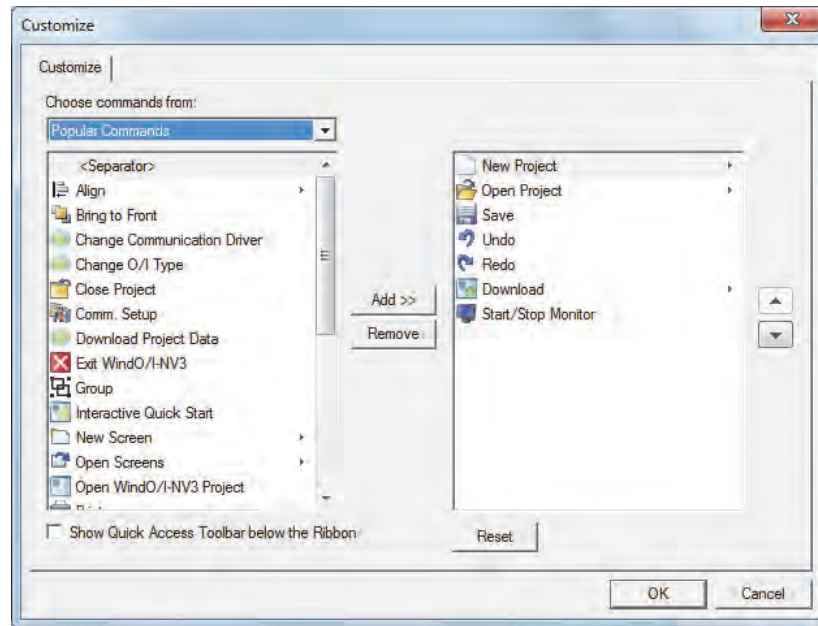 Customize
Customize
Choose commands from:
Popular Commands
<Separator>
Align
Bring to Front
Change Communication Driver
Change O/I Type
Close Project
Comm. Setup
Download Project Data
Exit WindO/I-NV3
Group
Interactive Quick Start
New Screen
Open Screens
Open WindO/I-NV3 Project
Show Quick Access Toolbar below the Ribbon
Add >>
Remove
New Project
Open Project
Save
Undo
Redo
Download
Start/Stop Monitor
Reset
OK
Cancel